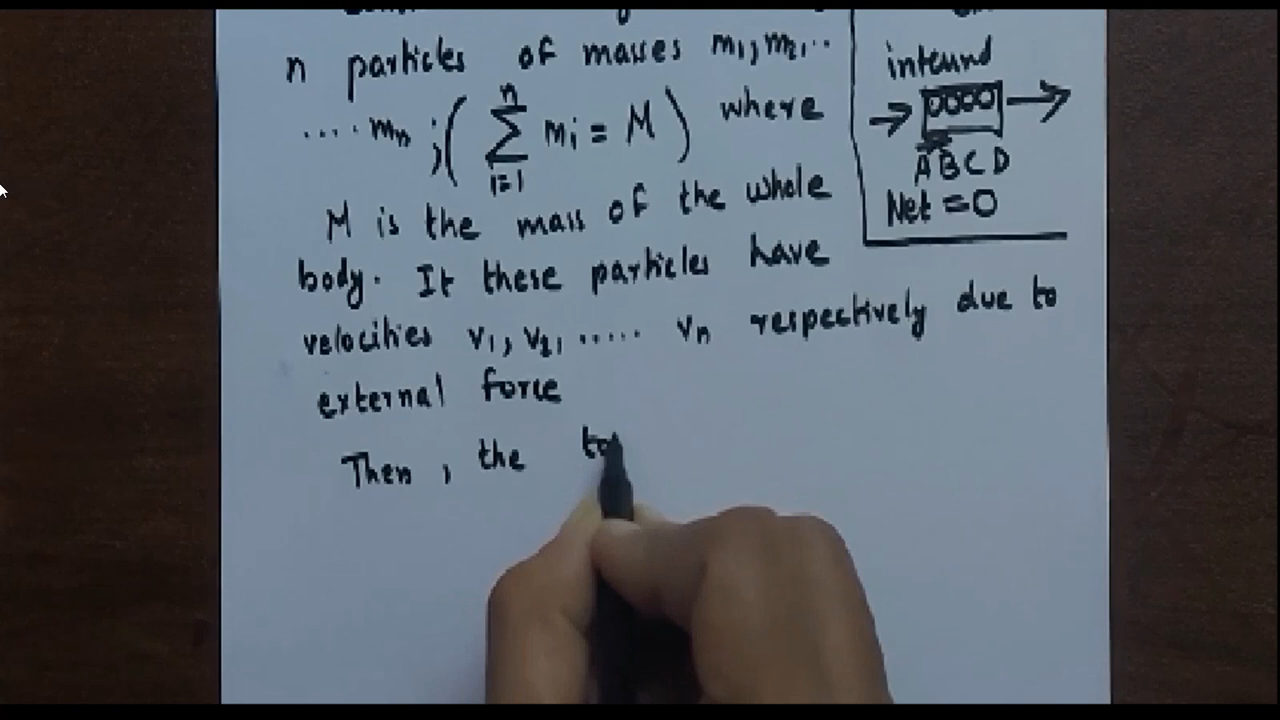 n particles of masses m1, m2, ..
..... mn ; ( n∑i=1 mi = M ) where
M is the mass of the whole
body. If these particles have
velocities v1, v2, ..... vn respectively due to
external force
Then , the to
internal
A B C D
Net = 0